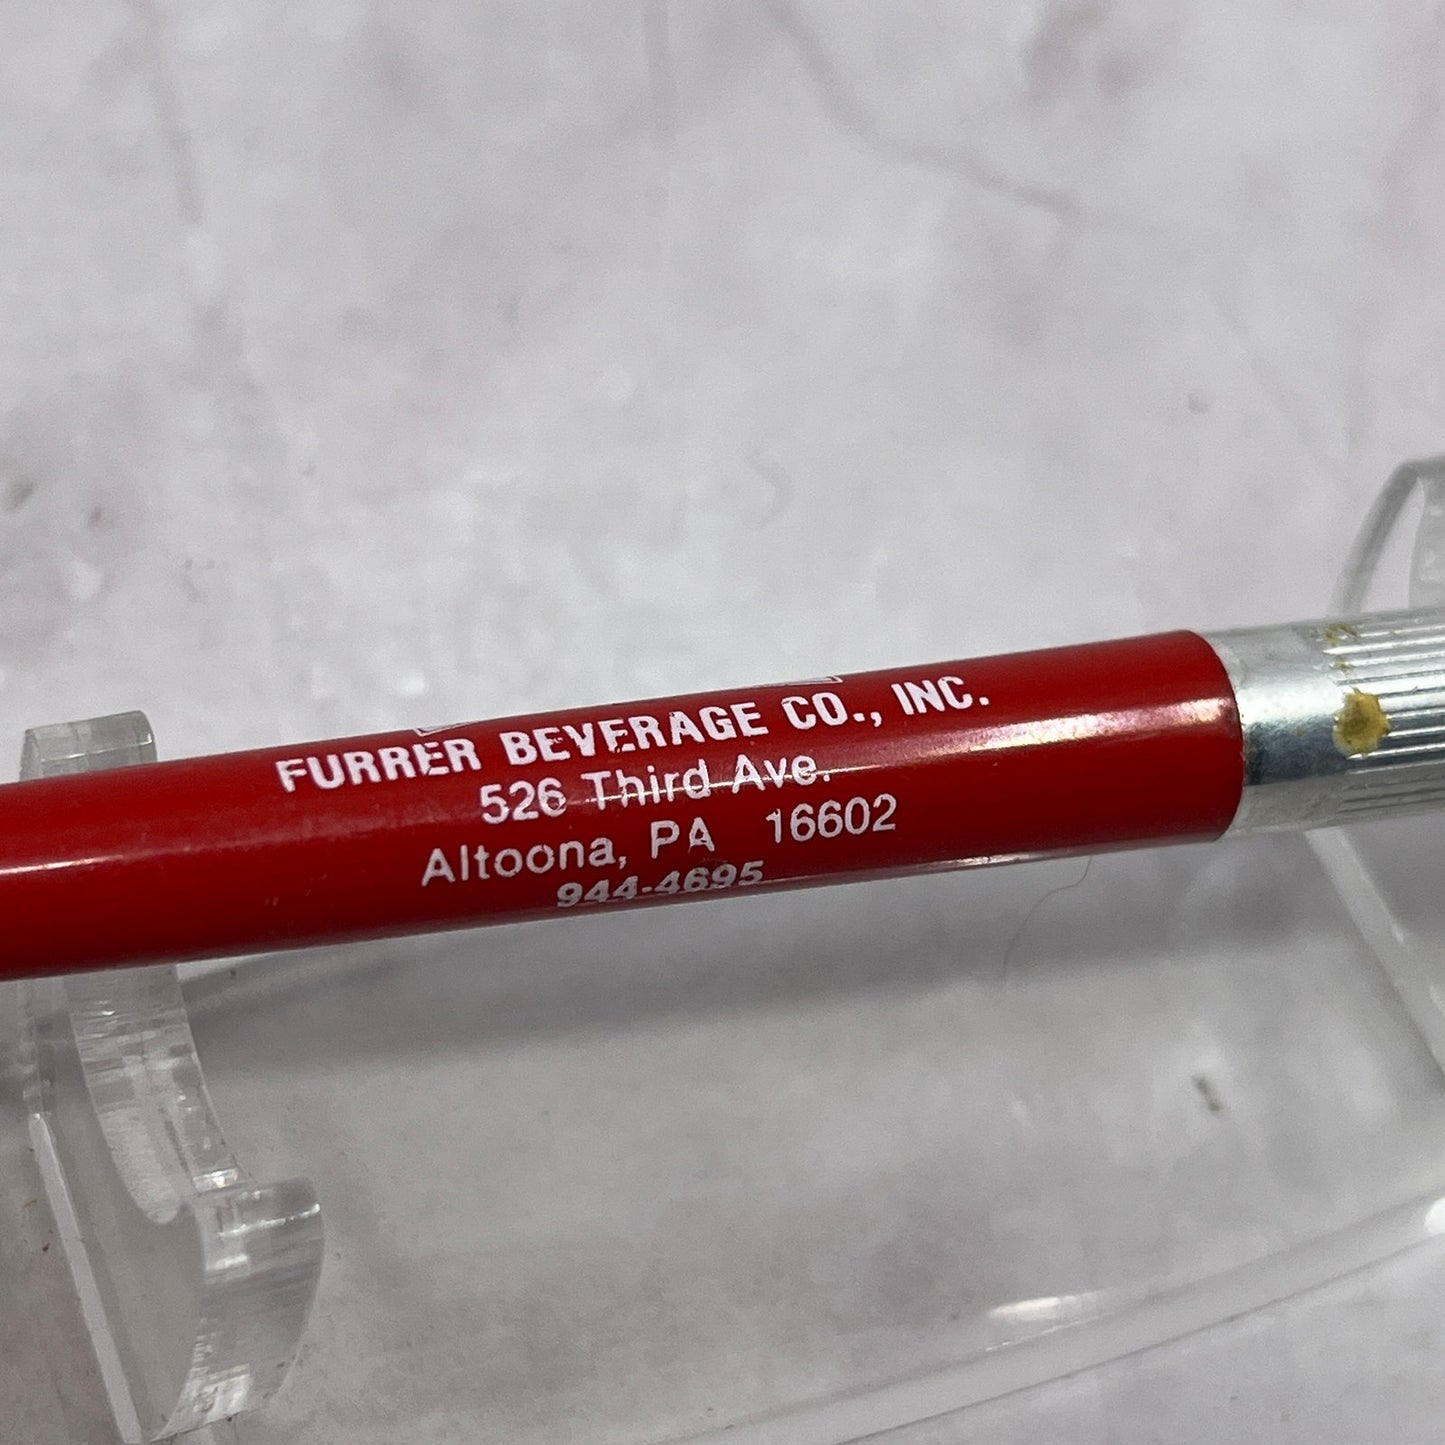 FURRER BEVERAGE CO., INC.
526 Third Ave.
Altoona, PA 16602
944-4695